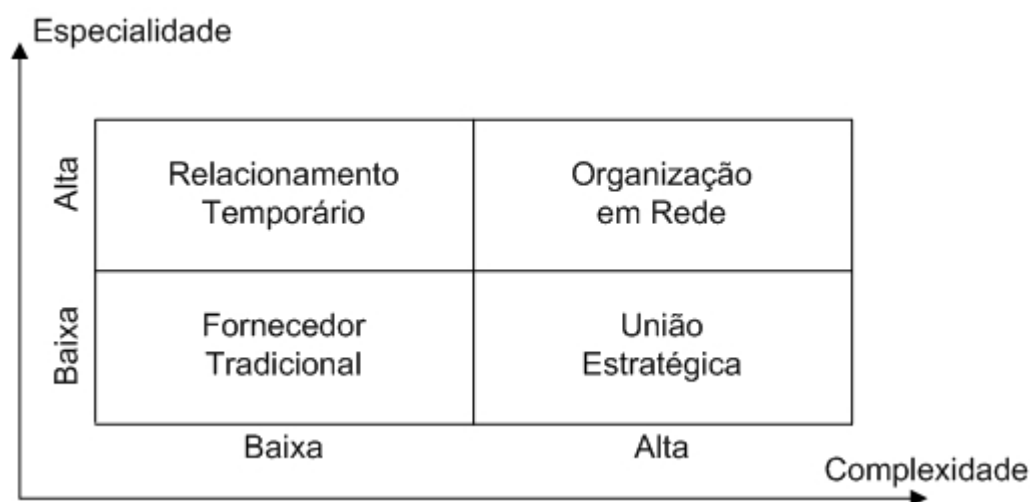 Especialidade
Alta
Relacionamento
Temporário
Organização
em Rede
Baixa
Fornecedor
Tradicional
União
Estratégica
Baixa
Alta
Complexidade